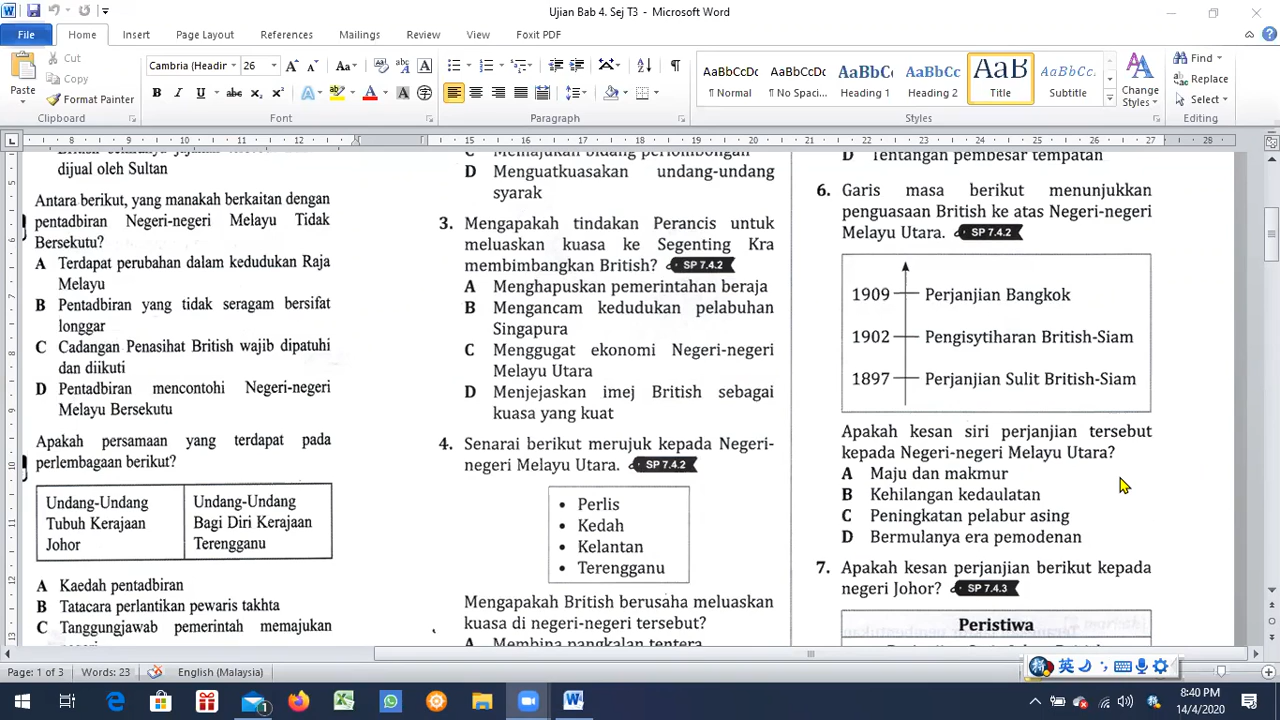 Ujian Bab 4. Sej T3 - Microsoft Word
File Home Insert Page Layout References Mailings Review View Foxit PDF
Cut
Copy
Format Painter
Paste
Clipboard
Cambria (Headir 26
Font
Paragraph
AaBbCcDc AaBbCcDc AaBbCc AaBbCc AaB AaBbCcDc
¶ Normal ¶ No Spaci... Heading 1 Heading 2 Title Subtitle
Change
Styles
Styles
Find
Replace
Select
Editing
dijual oleh Sultan
Antara berikut, yang manakah berkaitan dengan
pentadbiran Negeri-negeri Melayu Tidak
Bersekutu?
A Terdapat perubahan dalam kedudukan Raja
Melayu
B Pentadbiran yang tidak seragam bersifat
longgar
C Cadangan Penasihat British wajib dipatuhi
dan diikuti
D Pentadbiran mencontohi Negeri-negeri
Melayu Bersekutu
Apakah persamaan yang terdapat pada
perlembagaan berikut?
Undang-Undang
Tubuh Kerajaan
Johor
Undang-Undang
Bagi Diri Kerajaan
Terengganu
A Kaedah pentadbiran
B Tatacara perlantikan pewaris takhta
C Tanggungjawab pemerintah memajukan
C Memajukan bidang perlombongan
D Menguatkuasakan undang-undang
syarak
3. Mengapakah tindakan Perancis untuk
meluaskan kuasa ke Segenting Kra
membimbangkan British? SP 7.4.2
A Menghapuskan pemerintahan beraja
B Mengancam kedudukan pelabuhan
Singapura
C Menggugat ekonomi Negeri-negeri
Melayu Utara
D Menjejaskan imej British sebagai
kuasa yang kuat
4. Senarai berikut merujuk kepada Negeri-
negeri Melayu Utara. SP 7.4.2
• Perlis
• Kedah
• Kelantan
• Terengganu
Mengapakah British berusaha meluaskan
kuasa di negeri-negeri tersebut?
A Membina pangkalan tentera
D Tentangan pembesar tempatan
6. Garis masa berikut menunjukkan
penguasaan British ke atas Negeri-negeri
Melayu Utara. SP 7.4.2
1909 Perjanjian Bangkok
1902 Pengisytiharan British-Siam
1897 Perjanjian Sulit British-Siam
Apakah kesan siri perjanjian tersebut
kepada Negeri-negeri Melayu Utara?
A Maju dan makmur
B Kehilangan kedaulatan
C Peningkatan pelabur asing
D Bermulanya era pemodenan
7. Apakah kesan perjanjian berikut kepada
negeri Johor? SP 7.4.3
Peristiwa
Page: 1 of 3 Words: 23 English (Malaysia)
英
8:40 PM
14/4/2020